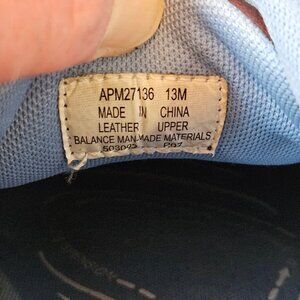 APM27136 13M
MADE IN CHINA
LEATHER UPPER
BALANCE MAN-MADE MATERIALS